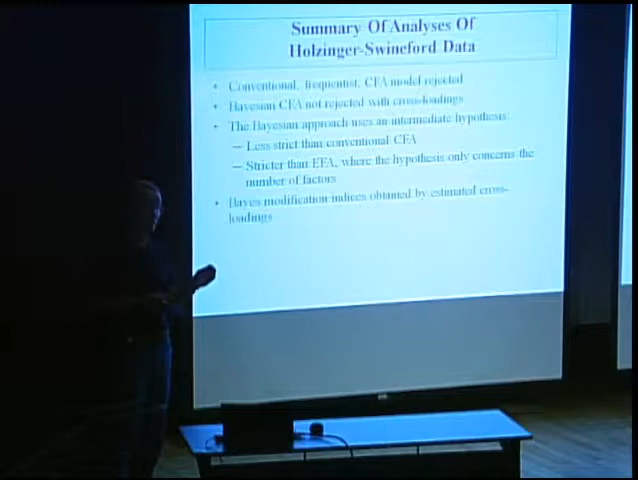 Summary Of Analyses Of
Holzinger-Swineford Data
• Conventional, frequentist, CFA model rejected
• Bayesian CFA not rejected with cross-loadings
• The Bayesian approach uses an intermediate hypothesis:
– Less strict than conventional CFA
– Stricter than EFA, where the hypothesis only concerns the
number of factors
• Bayes modification indices obtained by estimated cross-
loadings